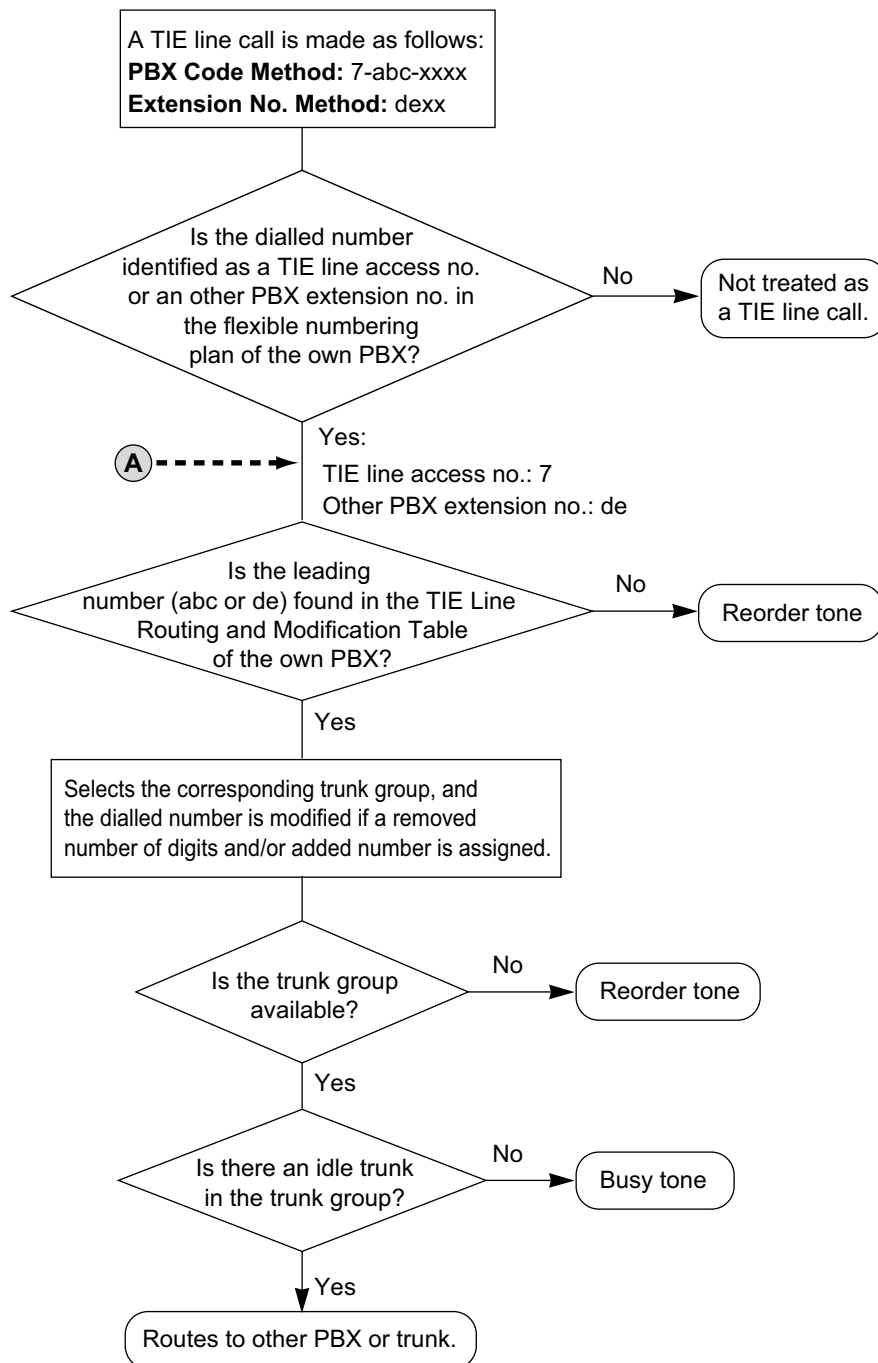 A TIE line call is made as follows:
PBX Code Method: 7-abc-xxxx
Extension No. Method: dexx
Is the dialled number
identified as a TIE line access no.
or an other PBX extension no. in
the flexible numbering
plan of the own PBX?
No
Not treated as
a TIE line call.
A
Yes:
TIE line access no.: 7
Other PBX extension no.: de
Is the leading
number (abc or de) found in the TIE Line
Routing and Modification Table
of the own PBX?
No
Reorder tone
Yes
Selects the corresponding trunk group, and
the dialled number is modified if a removed
number of digits and/or added number is assigned.
Is the trunk group
available?
No
Reorder tone
Yes
Is there an idle trunk
in the trunk group?
No
Busy tone
Yes
Routes to other PBX or trunk.